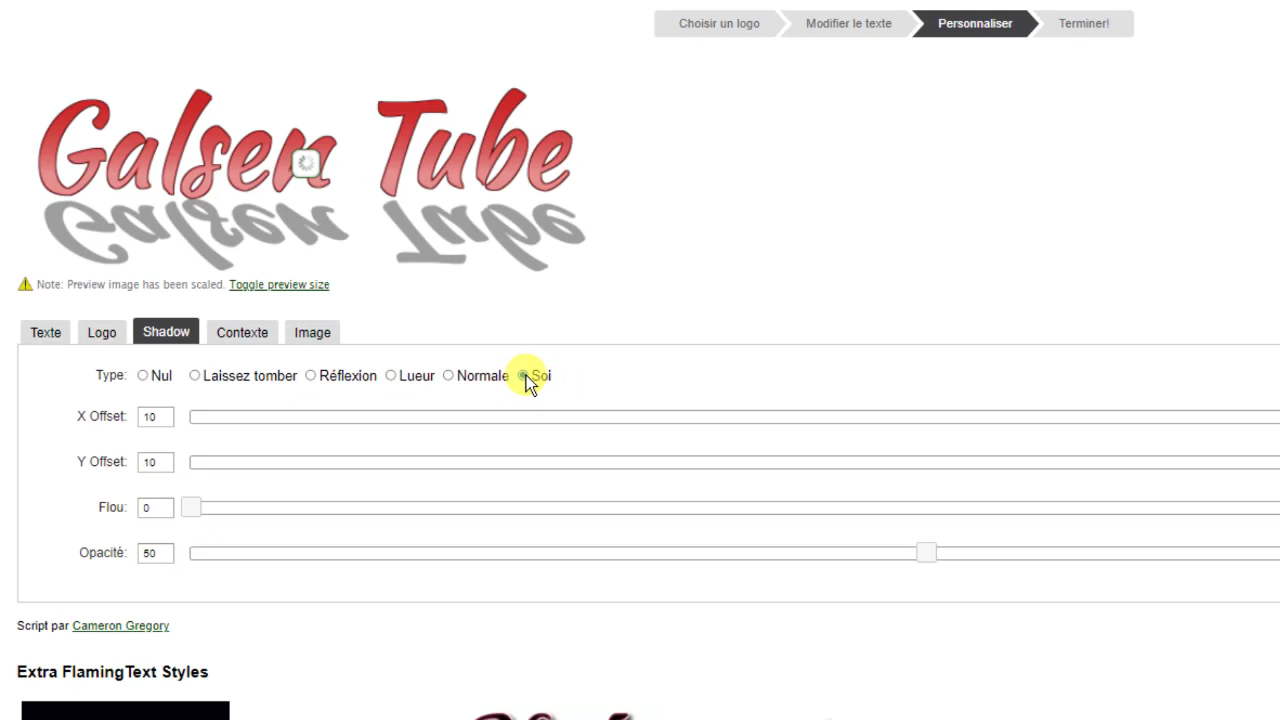 Choisir un logo Modifier le texte Personnaliser Terminer!
Galsen Tube
Galsen Tube
Note: Preview image has been scaled. Toggle preview size
Texte Logo Shadow Contexte Image
Type: Nul Laissez tomber Réflexion Lueur Normale Soi
X Offset: 10
Y Offset: 10
Flou: 0
Opacité: 50
Script par Cameron Gregory
Extra FlamingText Styles